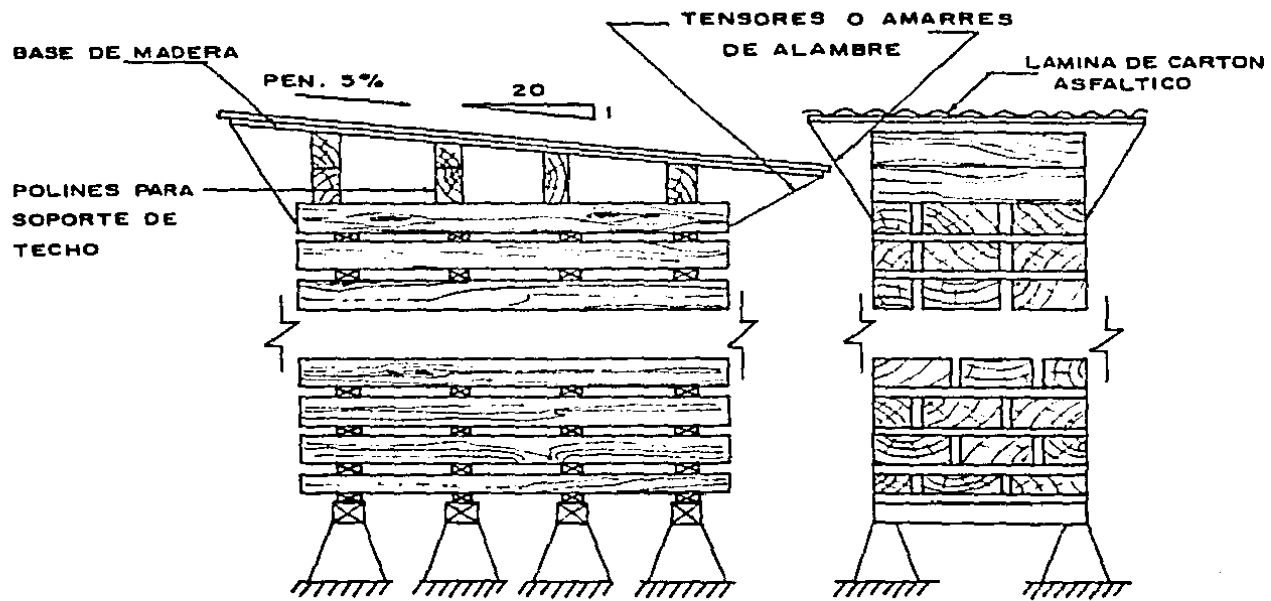 TENSORES O AMARRES
DE ALAMBRE
BASE DE MADERA
LAMINA DE CARTON
ASFALTICO
PEN. 5%
20
1
POLINES PARA
SOPORTE DE
TECHO